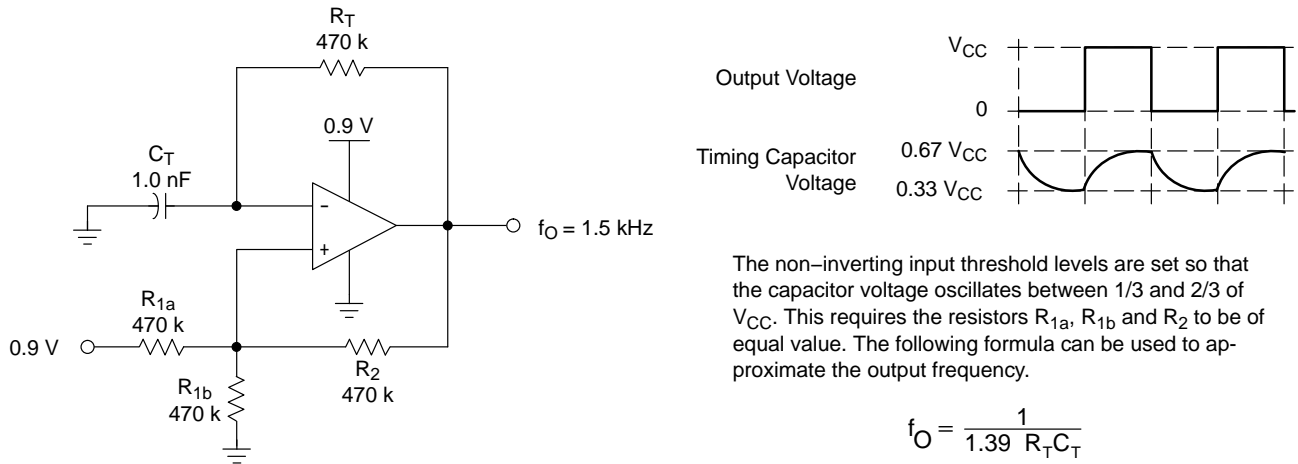 R_T
470 k
0.9 V
C_T
1.0 nF
−
+
f_O = 1.5 kHz
R_1a
470 k
0.9 V
R_1b
470 k
R_2
470 k
Output Voltage
V_CC
0
Timing Capacitor
Voltage
0.67 V_CC
0.33 V_CC
The non−inverting input threshold levels are set so that
the capacitor voltage oscillates between 1/3 and 2/3 of
V_CC. This requires the resistors R_1a, R_1b and R_2 to be of
equal value. The following formula can be used to ap-
proximate the output frequency.
f_O = 1 / 1.39 R_TC_T